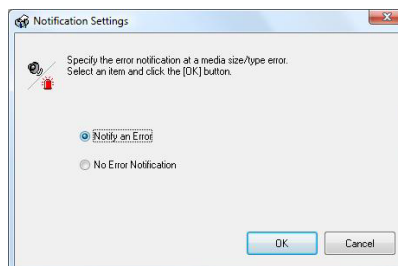 Notification Settings
Specify the error notification at a media size/type error.
Select an item and click the [OK] button.
Notify an Error
No Error Notification
OK
Cancel